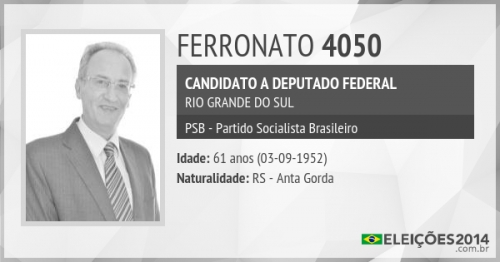 FERRONATO 4050
CANDIDATO A DEPUTADO FEDERAL
RIO GRANDE DO SUL
PSB - Partido Socialista Brasileiro
Idade: 61 anos (03-09-1952)
Naturalidade: RS - Anta Gorda
ELEIÇÕES2014
.com.br